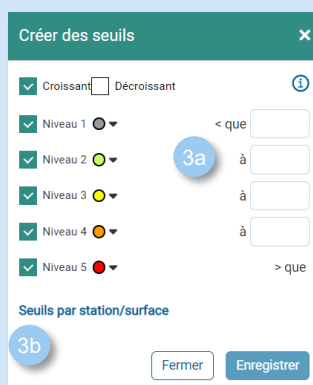 Créer des seuils
Croissant Décroissant
Niveau 1 < que
Niveau 2 3a à
Niveau 3 à
Niveau 4 à
Niveau 5 > que
Seuils par station/surface
3b
Fermer Enregistrer